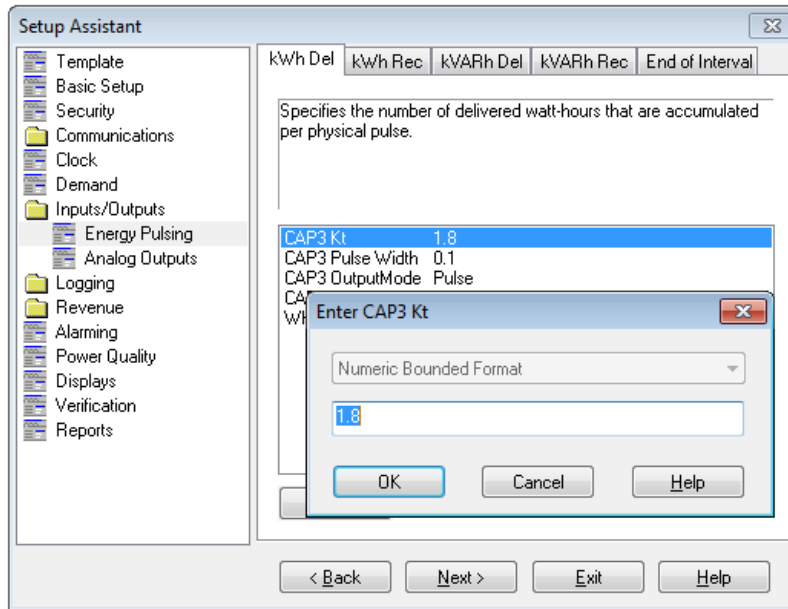 Setup Assistant
Template
Basic Setup
Security
Communications
Clock
Demand
Inputs/Outputs
Energy Pulsing
Analog Outputs
Logging
Revenue
Alarming
Power Quality
Displays
Verification
Reports
kWh Del kWh Rec kVARh Del kVARh Rec End of Interval
Specifies the number of delivered watt-hours that are accumulated
per physical pulse.
CAP3 Kt 1.8
CAP3 Pulse Width 0.1
CAP3 OutputMode Pulse
Enter CAP3 Kt
Numeric Bounded Format
1.8
OK Cancel Help
< Back Next > Exit Help